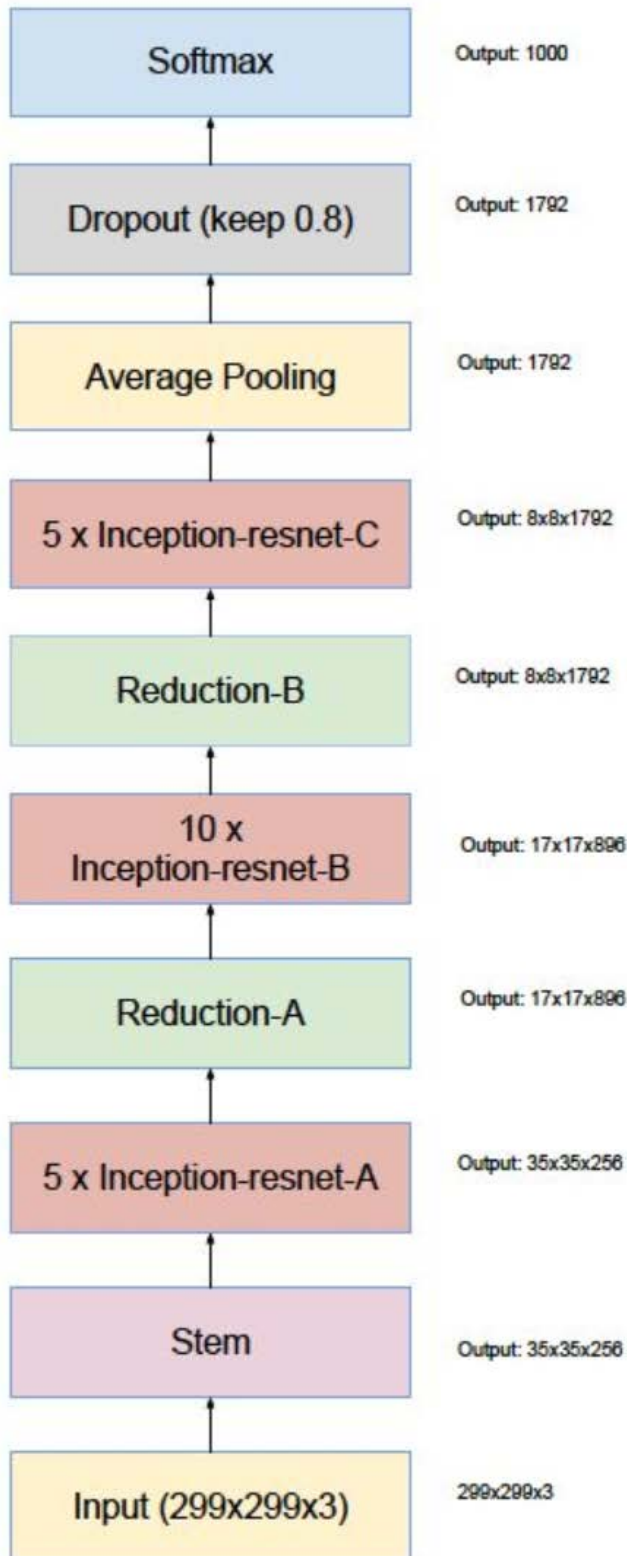 Softmax
Output: 1000
Dropout (keep 0.8)
Output: 1792
Average Pooling
Output: 1792
5 x Inception-resnet-C
Output: 8x8x1792
Reduction-B
Output: 8x8x1792
10 x
Inception-resnet-B
Output: 17x17x896
Reduction-A
Output: 17x17x896
5 x Inception-resnet-A
Output: 35x35x256
Stem
Output: 35x35x256
Input (299x299x3)
299x299x3